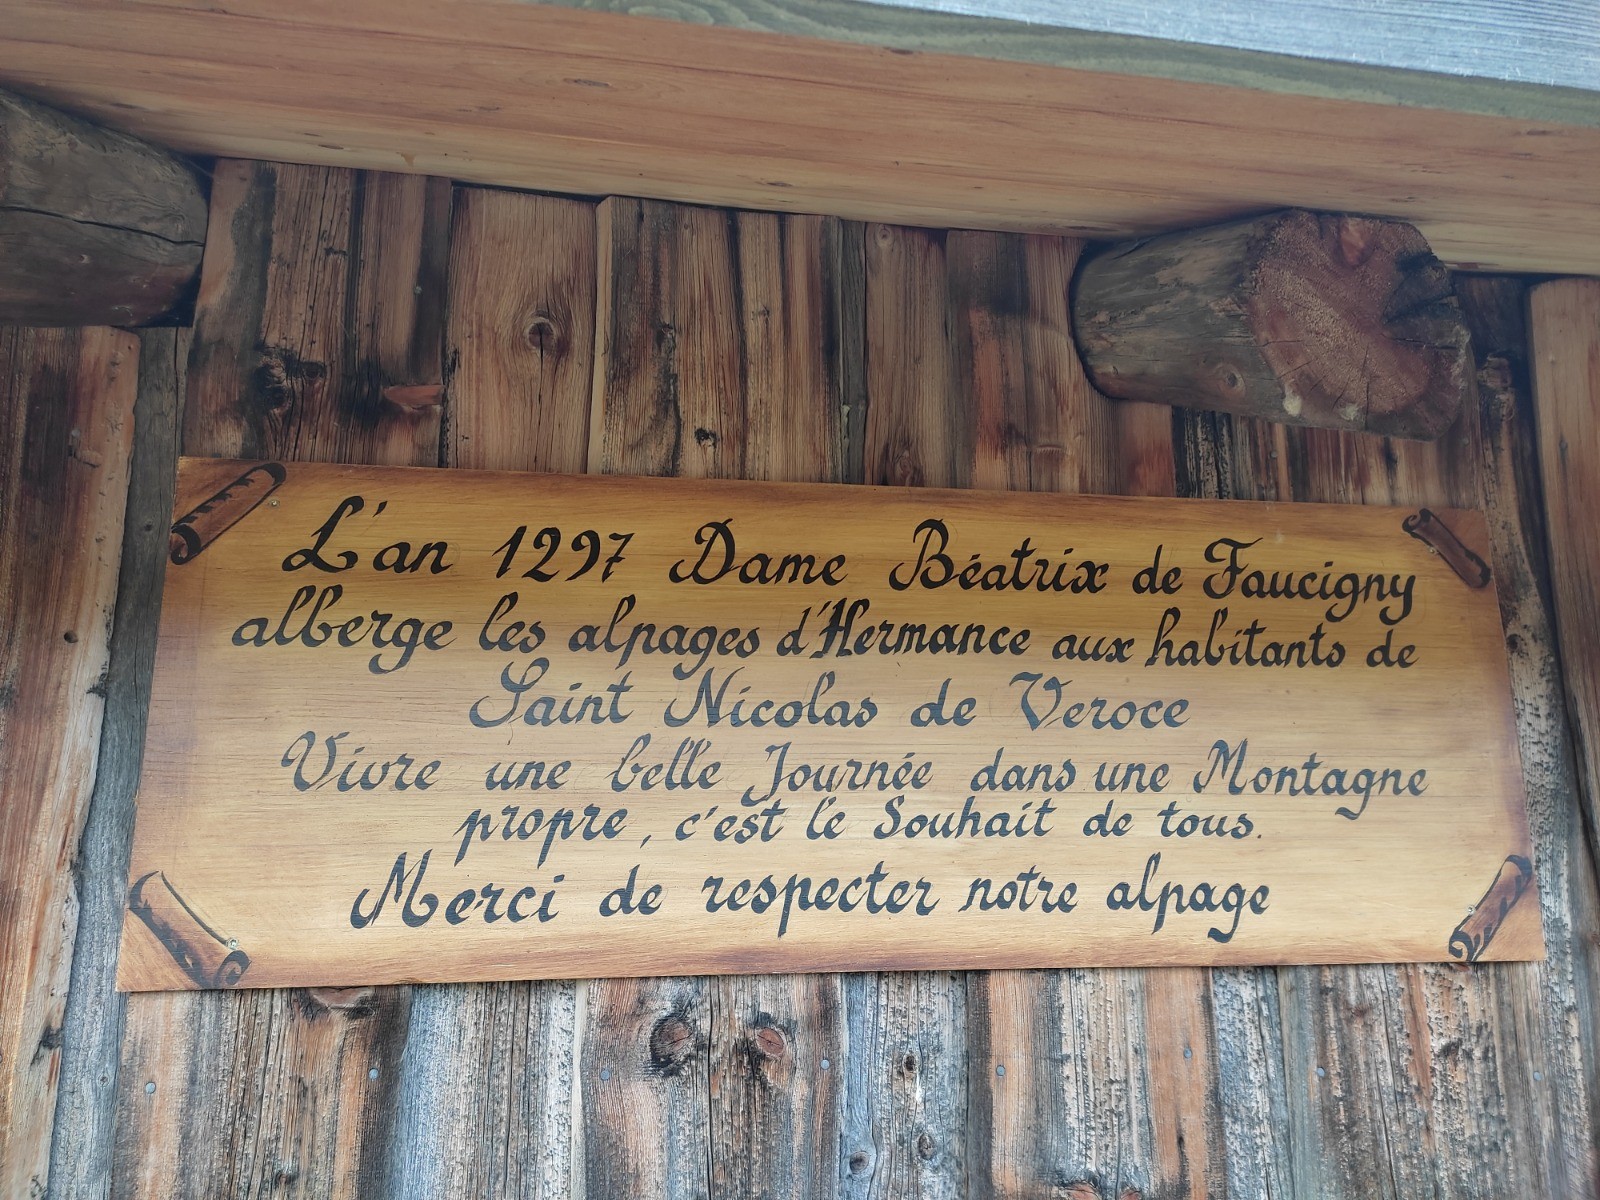 L'an 1297 Dame Béatrix de Faucigny
alberge les alpages d'Hermance aux habitants de
Saint Nicolas de Veroce
Vivre une belle Journée dans une Montagne
propre, c'est le Souhait de tous.
Merci de respecter notre alpage